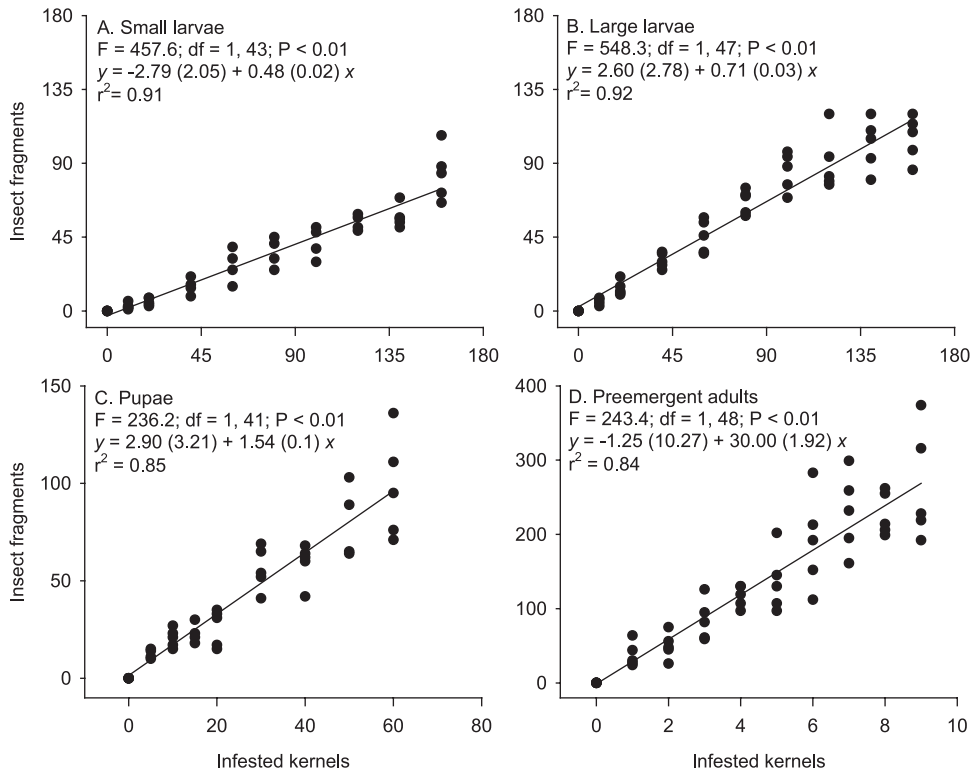 A. Small larvae
F = 457.6; df = 1, 43; P < 0.01
y = -2.79 (2.05) + 0.48 (0.02) x
r² = 0.91
180
135
90
45
0
Insect fragments
0 45 90 135 180
B. Large larvae
F = 548.3; df = 1, 47; P < 0.01
y = 2.60 (2.78) + 0.71 (0.03) x
r² = 0.92
180
135
90
45
0
0 45 90 135 180
C. Pupae
F = 236.2; df = 1, 41; P < 0.01
y = 2.90 (3.21) + 1.54 (0.1) x
r² = 0.85
150
100
50
0
Insect fragments
0 20 40 60 80
Infested kernels
D. Preemergent adults
F = 243.4; df = 1, 48; P < 0.01
y = -1.25 (10.27) + 30.00 (1.92) x
r² = 0.84
400
300
200
100
0
0 2 4 6 8 10
Infested kernels